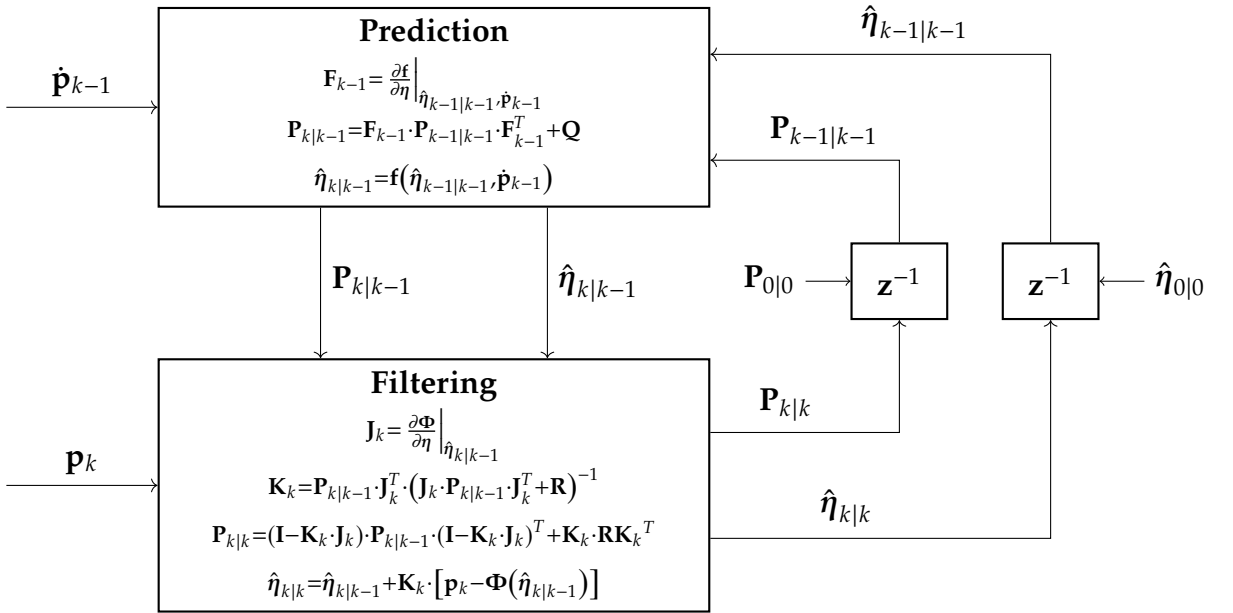 Prediction
F_{k−1} = ∂f/∂η |_{η̂_{k−1|k−1}, ṗ_{k−1}}
P_{k|k−1}=F_{k−1}·P_{k−1|k−1}·F^T_{k−1}+Q
η̂_{k|k−1}=f(η̂_{k−1|k−1},ṗ_{k−1})
ṗ_{k−1}
η̂_{k−1|k−1}
P_{k−1|k−1}
P_{k|k−1}
η̂_{k|k−1}
P_{0|0}
z^{−1}
z^{−1}
η̂_{0|0}
Filtering
J_k = ∂Φ/∂η |_{η̂_{k|k−1}}
K_k=P_{k|k−1}·J_k^T·(J_k·P_{k|k−1}·J_k^T+R)^{−1}
P_{k|k}=(I−K_k·J_k)·P_{k|k−1}·(I−K_k·J_k)^T+K_k·RK_k^T
η̂_{k|k}=η̂_{k|k−1}+K_k·[p_k−Φ(η̂_{k|k−1})]
p_k
P_{k|k}
η̂_{k|k}